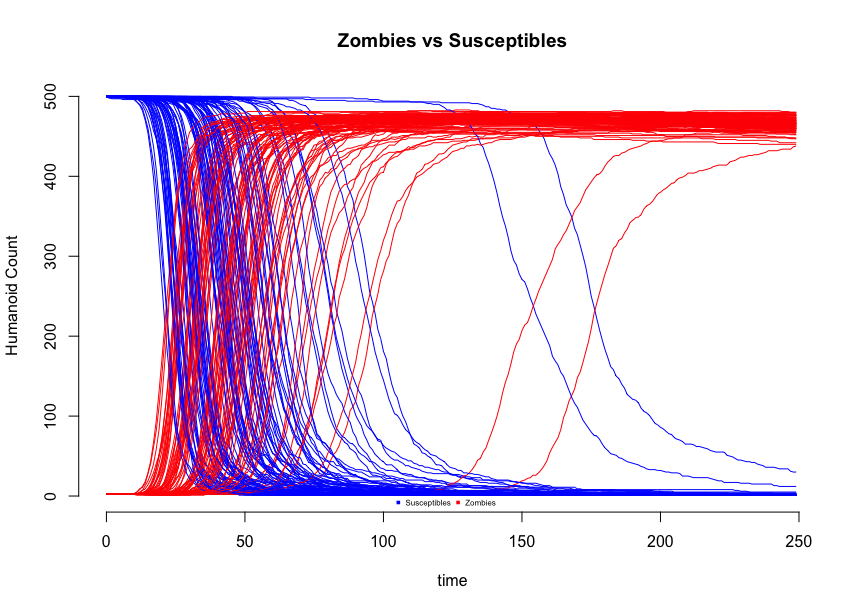 Zombies vs Susceptibles
Humanoid Count
500
400
300
200
100
0
Susceptibles Zombies
0 50 100 150 200 250
time